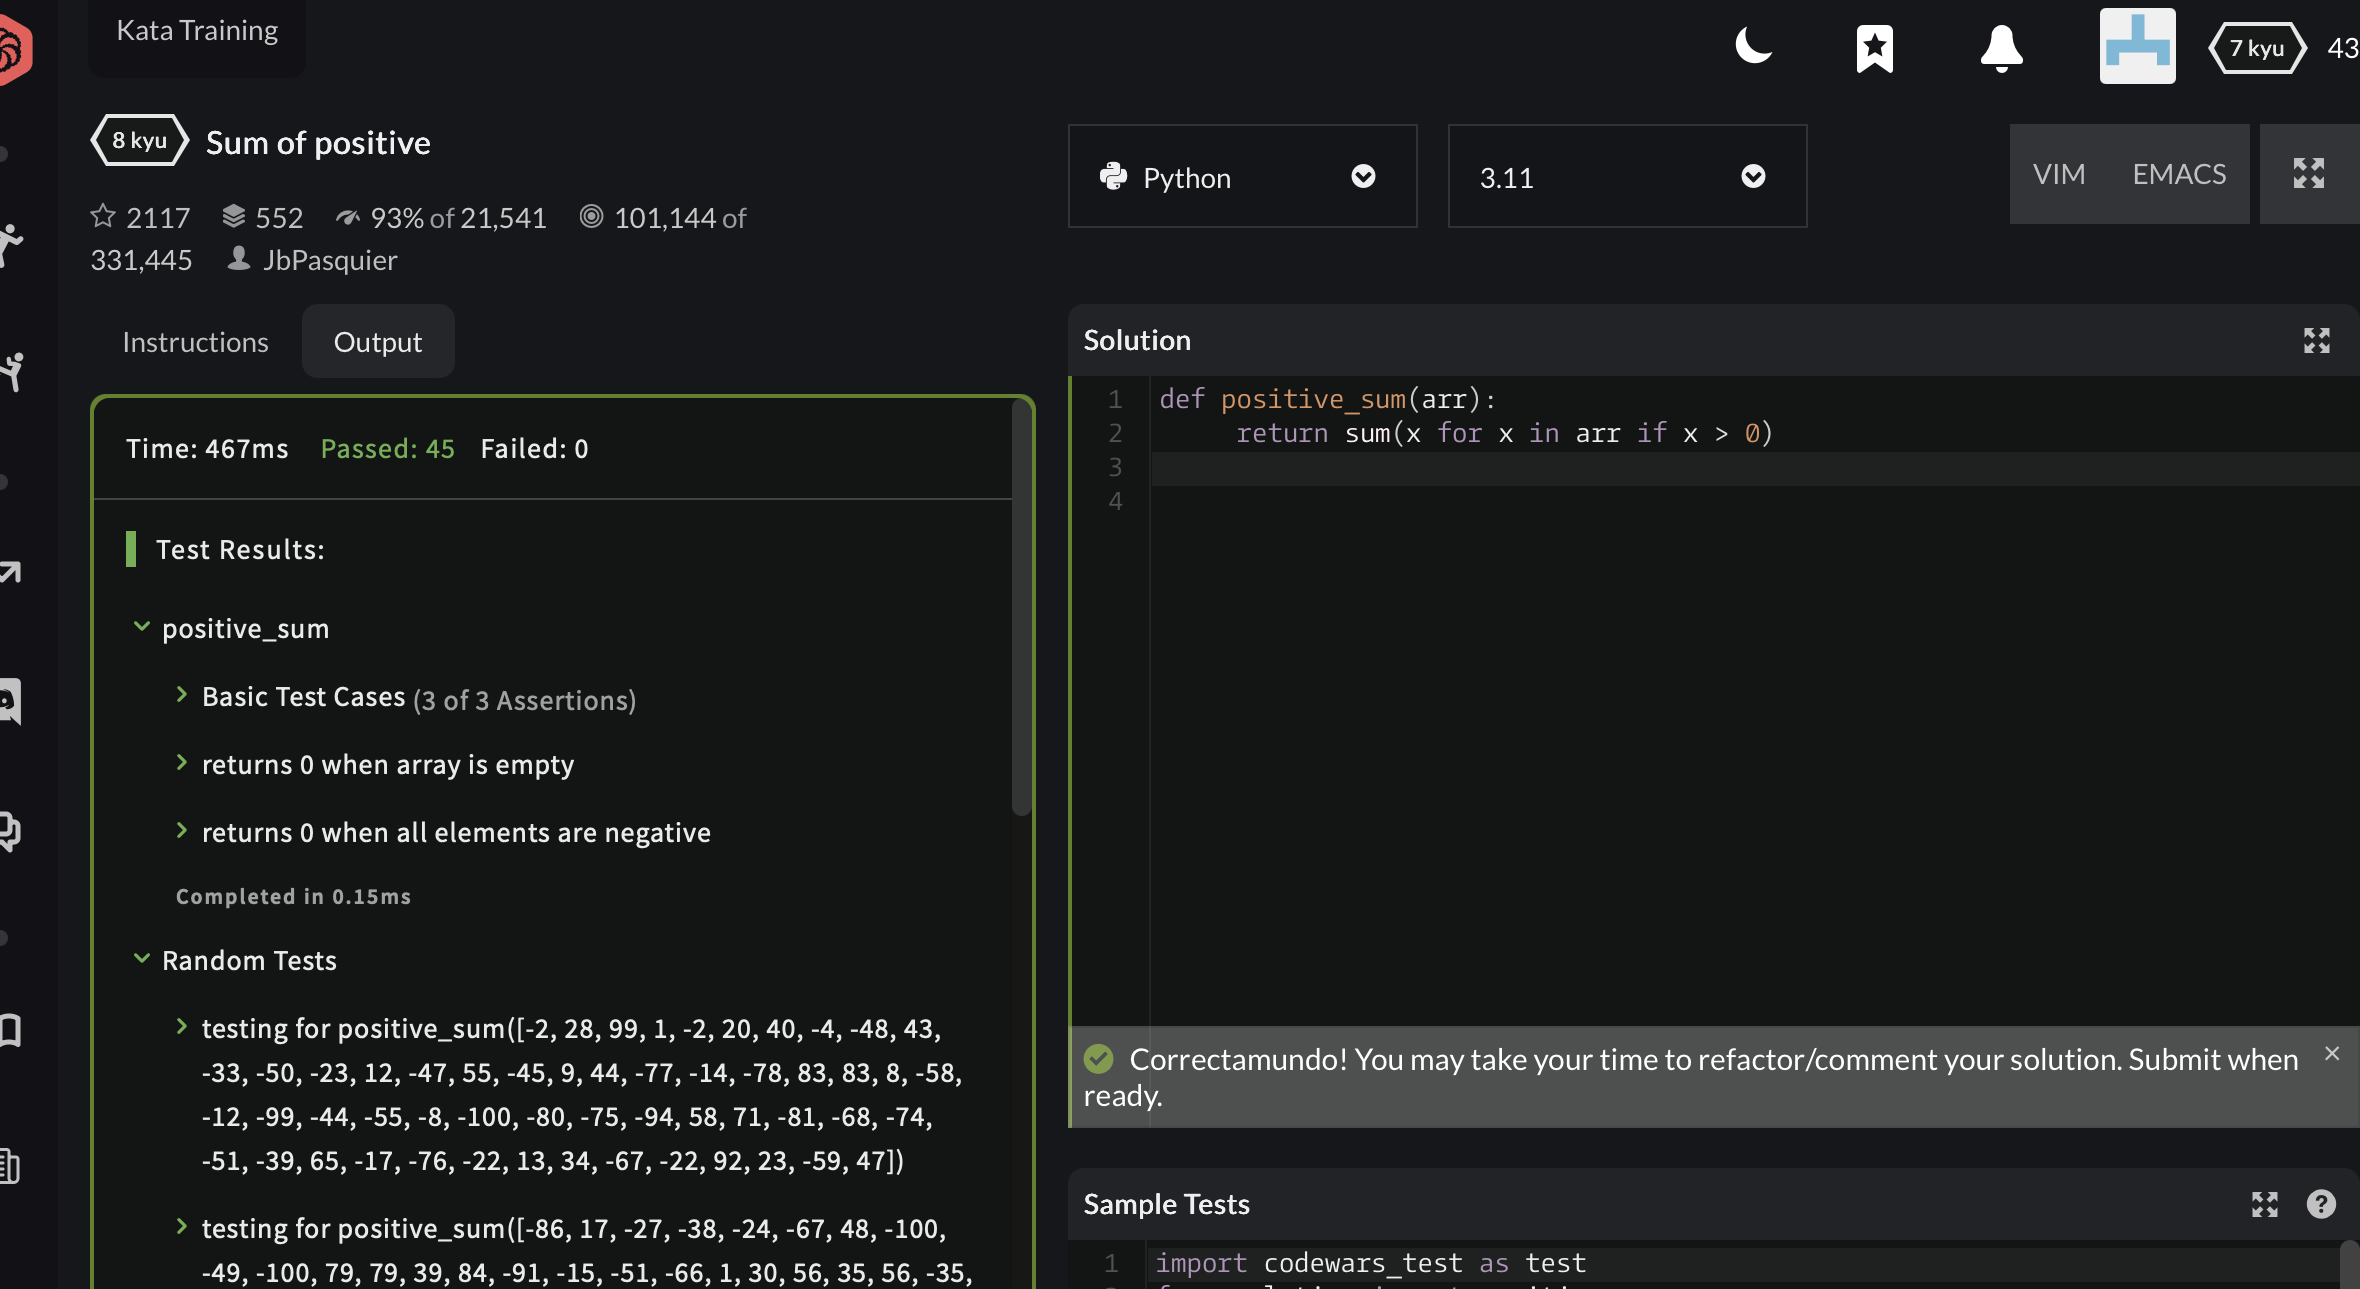 Kata Training
7 kyu 43
8 kyu Sum of positive
2117 552 93% of 21,541 101,144 of
331,445 JbPasquier
Python
3.11
VIM EMACS
Instructions Output
Time: 467ms Passed: 45 Failed: 0
Test Results:
positive_sum
Basic Test Cases (3 of 3 Assertions)
returns 0 when array is empty
returns 0 when all elements are negative
Completed in 0.15ms
Random Tests
testing for positive_sum([-2, 28, 99, 1, -2, 20, 40, -4, -48, 43,
-33, -50, -23, 12, -47, 55, -45, 9, 44, -77, -14, -78, 83, 83, 8, -58,
-12, -99, -44, -55, -8, -100, -80, -75, -94, 58, 71, -81, -68, -74,
-51, -39, 65, -17, -76, -22, 13, 34, -67, -22, 92, 23, -59, 47])
testing for positive_sum([-86, 17, -27, -38, -24, -67, 48, -100,
-49, -100, 79, 79, 39, 84, -91, -15, -51, -66, 1, 30, 56, 35, 56, -35,
Solution
1 def positive_sum(arr):
2 return sum(x for x in arr if x > 0)
3
4
Correctamundo! You may take your time to refactor/comment your solution. Submit when
ready.
Sample Tests
1 import codewars_test as test